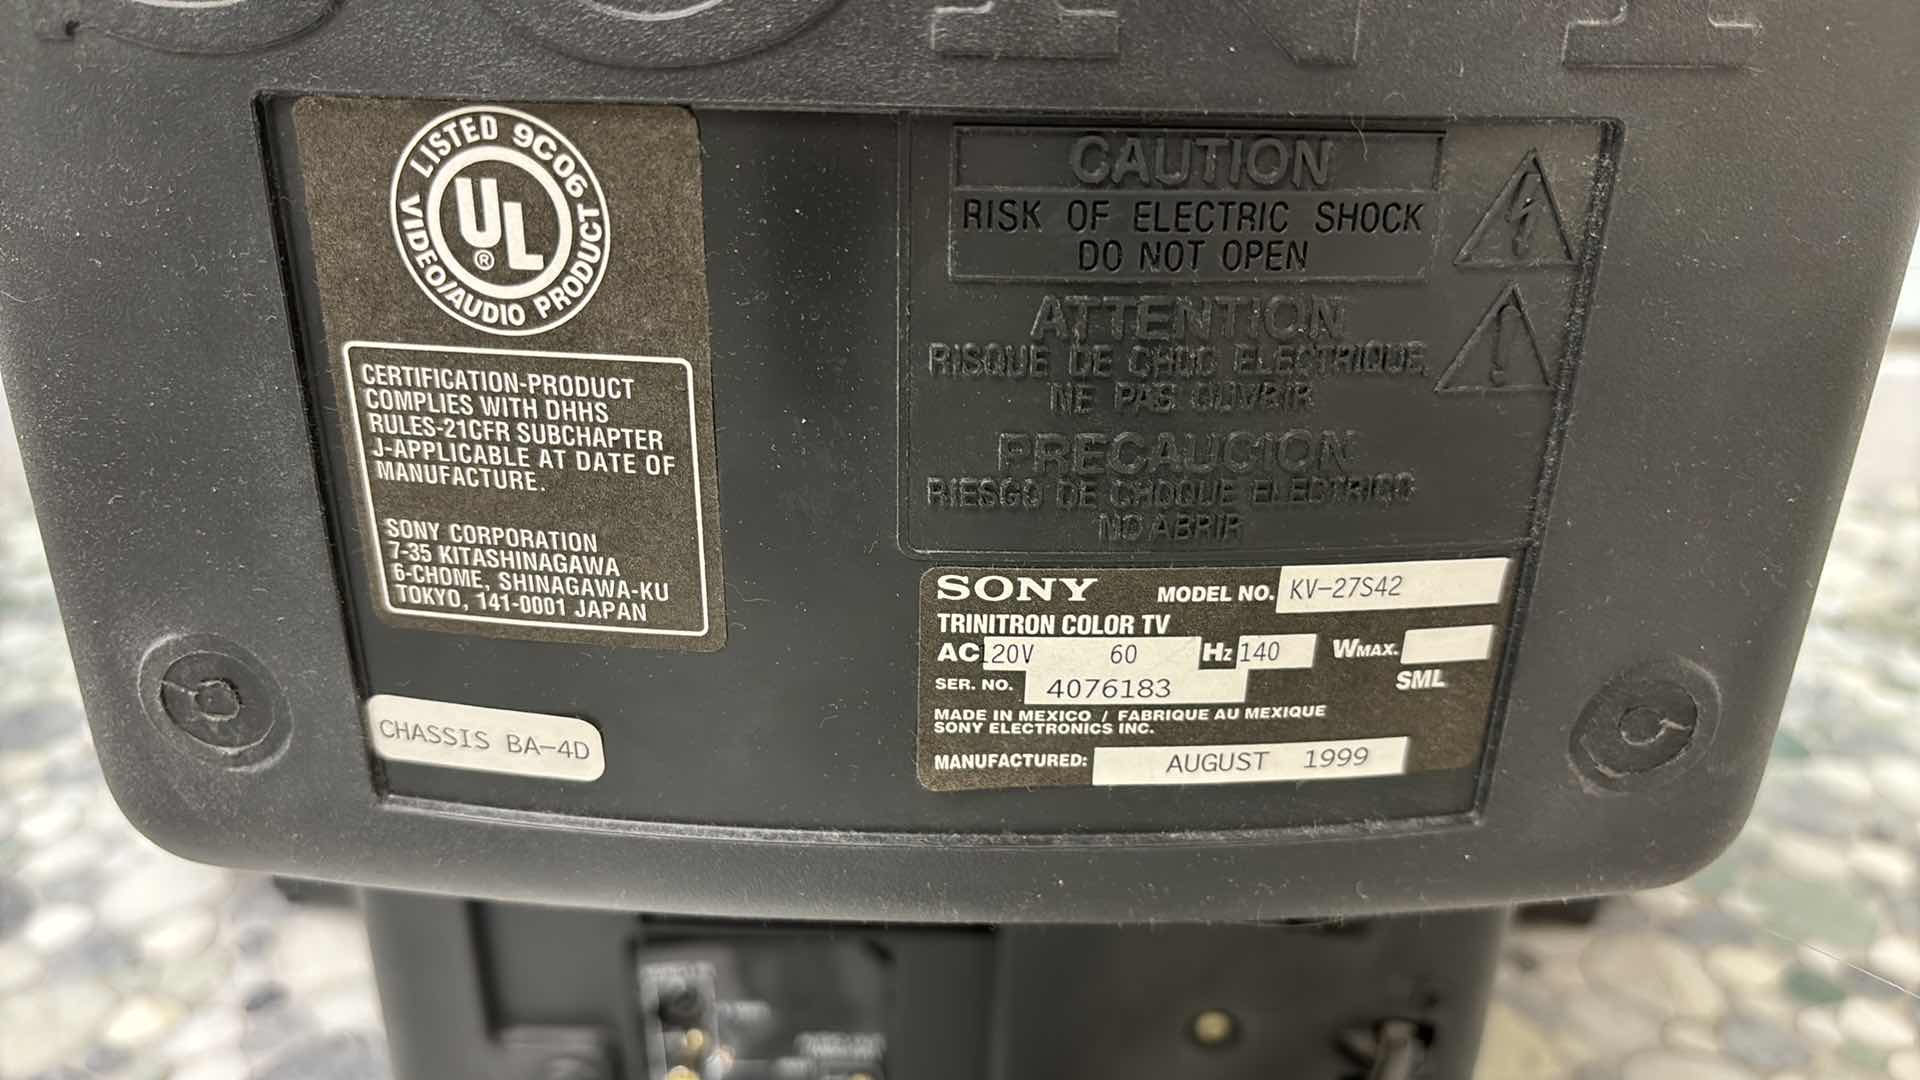 SONY
LISTED 9C06
UL
®
VIDEO/AUDIO PRODUCT
CERTIFICATION-PRODUCT
COMPLIES WITH DHHS
RULES-21CFR SUBCHAPTER
J-APPLICABLE AT DATE OF
MANUFACTURE.
SONY CORPORATION
7-35 KITASHINAGAWA
6-CHOME, SHINAGAWA-KU
TOKYO, 141-0001 JAPAN
CHASSIS BA-4D
CAUTION
RISK OF ELECTRIC SHOCK
DO NOT OPEN
ATTENTION
RISQUE DE CHOC ELECTRIQUE,
NE PAS OUVRIR
PRECAUCION
RIESGO DE CHOQUE ELECTRICO
NO ABRIR
SONY MODEL NO. KV-27S42
TRINITRON COLOR TV
AC 120V 60 Hz 140 WMAX.
SER. NO. 4076183 SML
MADE IN MEXICO / FABRIQUE AU MEXIQUE
SONY ELECTRONICS INC.
MANUFACTURED: AUGUST 1999